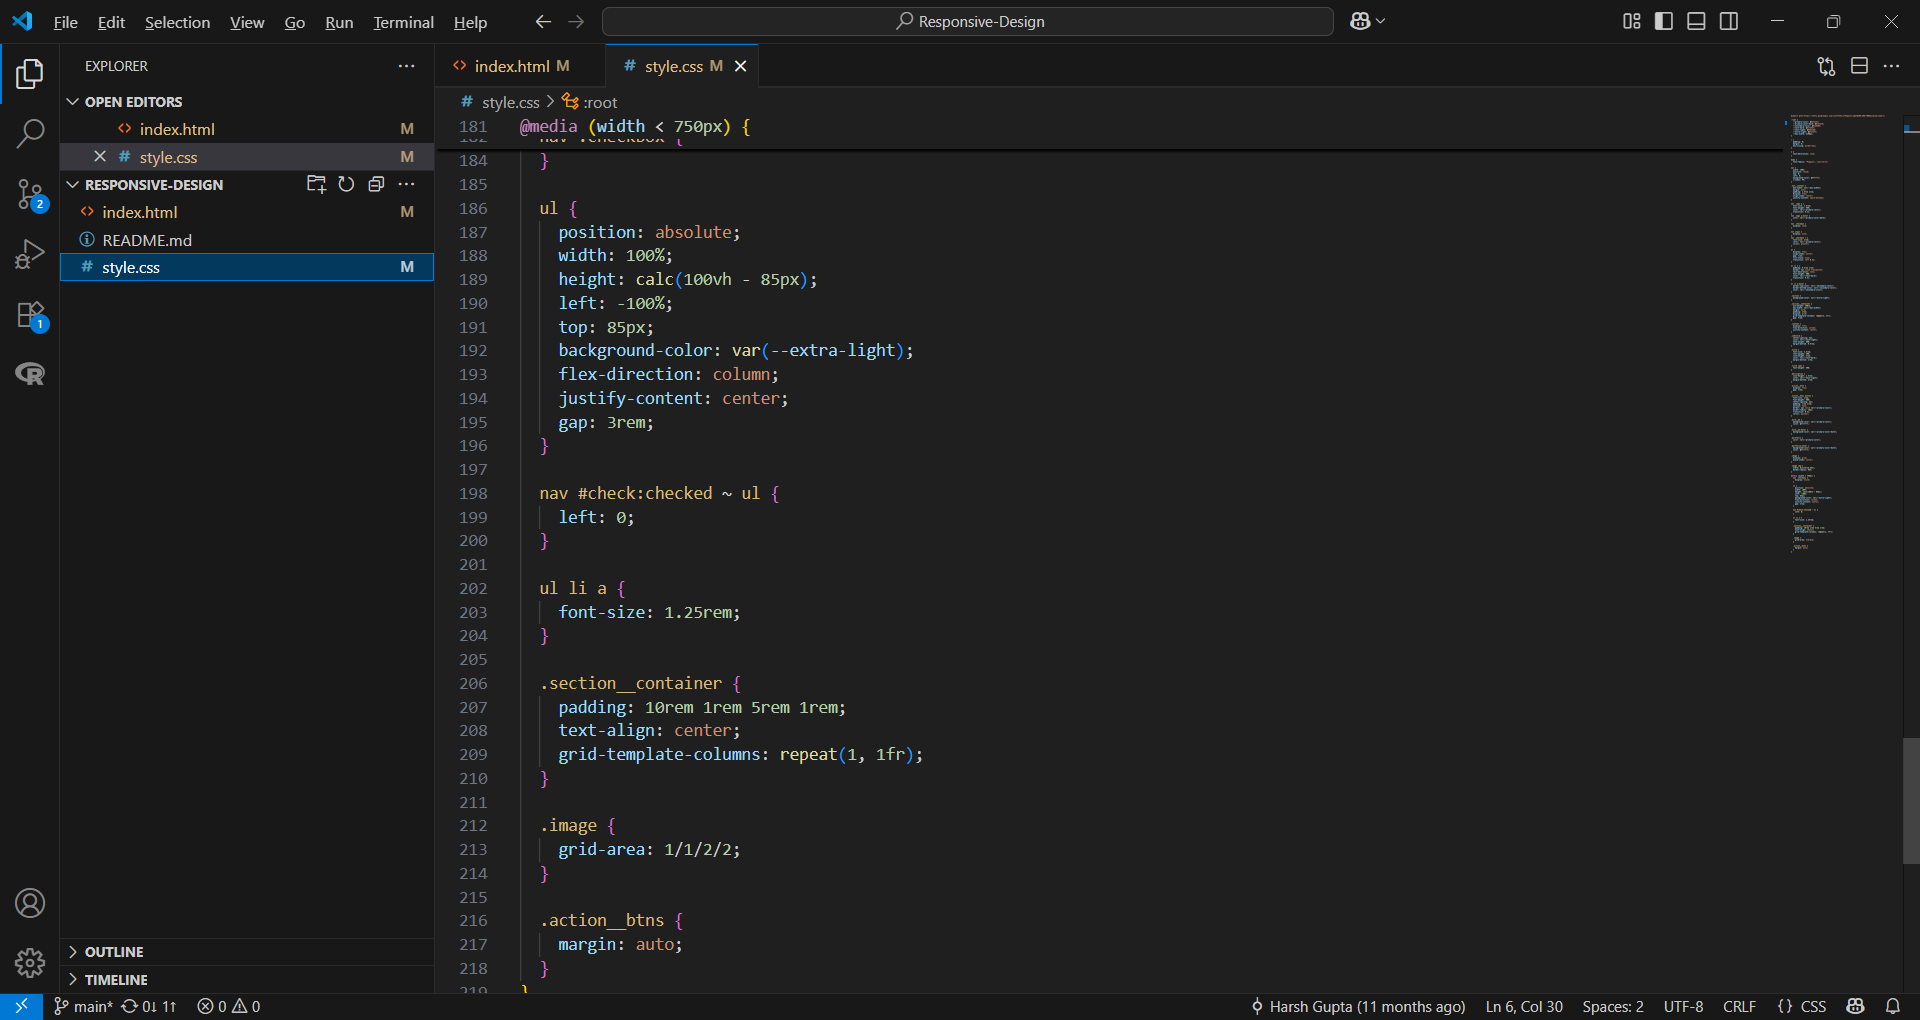 File Edit Selection View Go Run Terminal Help
Responsive-Design
EXPLORER
OPEN EDITORS
index.html M
style.css M
RESPONSIVE-DESIGN
index.html M
README.md
style.css M
2
1
OUTLINE
TIMELINE
index.html M
style.css M
style.css > :root
181 @media (width < 750px) {
182 nav .checkbox {
184 }
185
186 ul {
187 position: absolute;
188 width: 100%;
189 height: calc(100vh - 85px);
190 left: -100%;
191 top: 85px;
192 background-color: var(--extra-light);
193 flex-direction: column;
194 justify-content: center;
195 gap: 3rem;
196 }
197
198 nav #check:checked ~ ul {
199 left: 0;
200 }
201
202 ul li a {
203 font-size: 1.25rem;
204 }
205
206 .section__container {
207 padding: 10rem 1rem 5rem 1rem;
208 text-align: center;
209 grid-template-columns: repeat(1, 1fr);
210 }
211
212 .image {
213 grid-area: 1/1/2/2;
214 }
215
216 .action__btns {
217 margin: auto;
218 }
219 }
main* 0↓ 1↑ 0 0
Harsh Gupta (11 months ago) Ln 6, Col 30 Spaces: 2 UTF-8 CRLF {} CSS